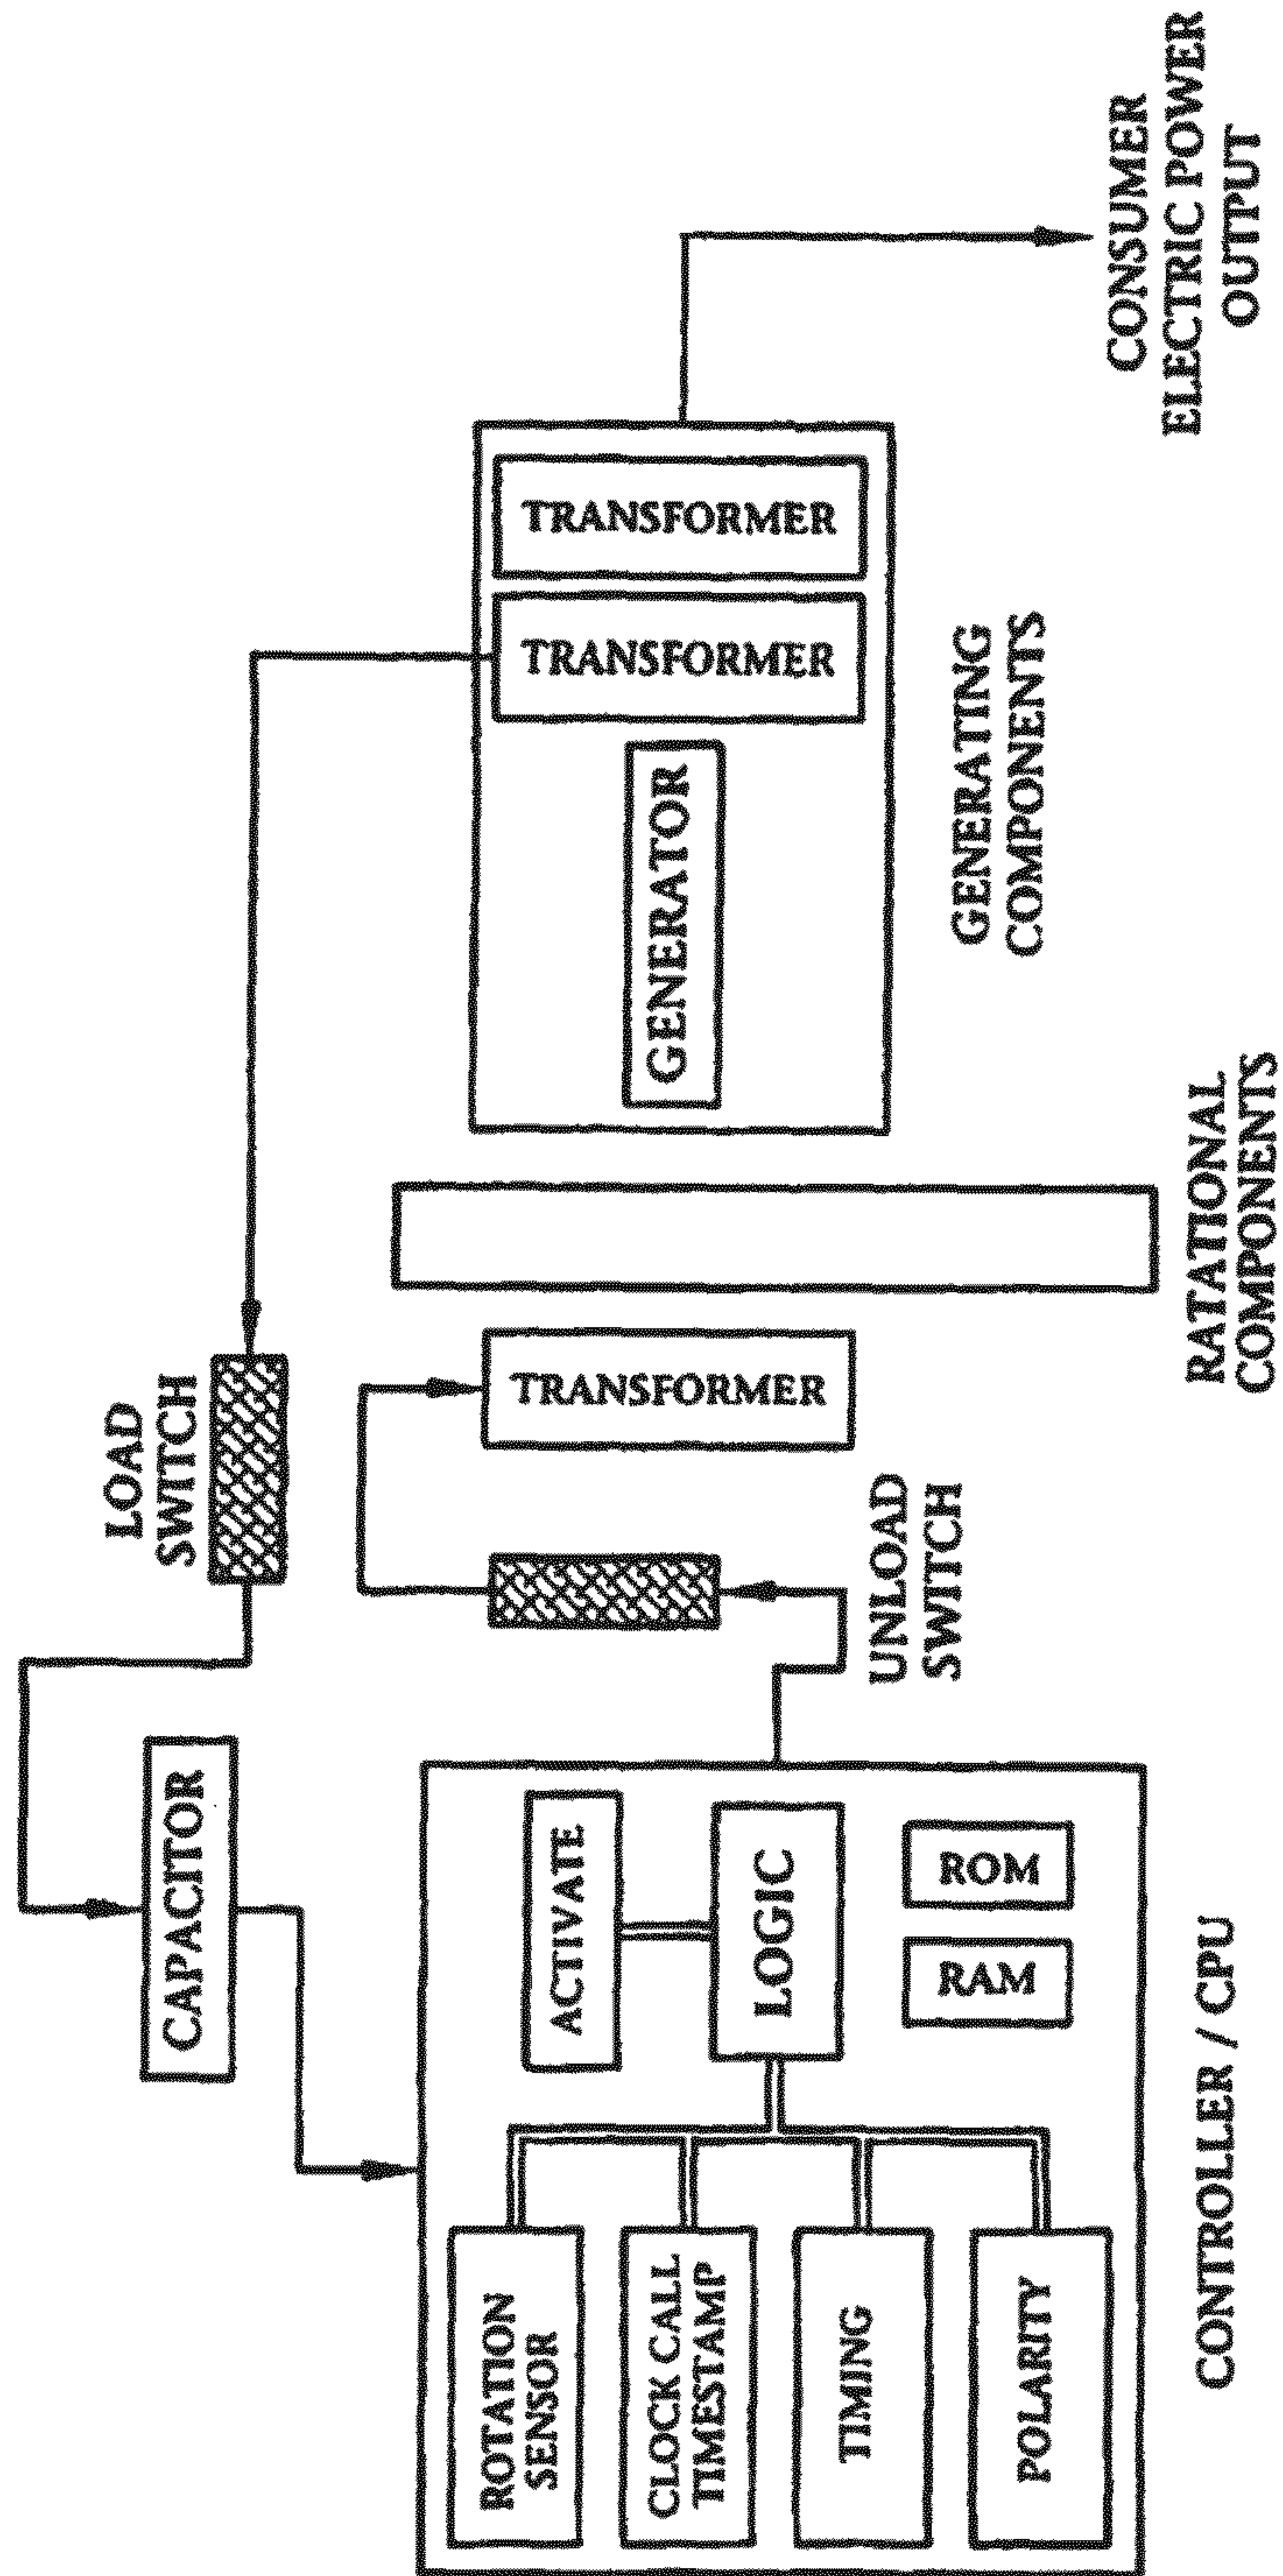 LOAD
SWITCH
CAPACITOR
ACTIVATE
LOGIC
ROM
RAM
ROTATION
SENSOR
CLOCK CALL
TIMESTAMP
TIMING
POLARITY
CONTROLLER / CPU
UNLOAD
SWITCH
TRANSFORMER
RATATIONAL
COMPONENTS
GENERATOR
TRANSFORMER
TRANSFORMER
GENERATING
COMPONENTS
CONSUMER
ELECTRIC POWER
OUTPUT